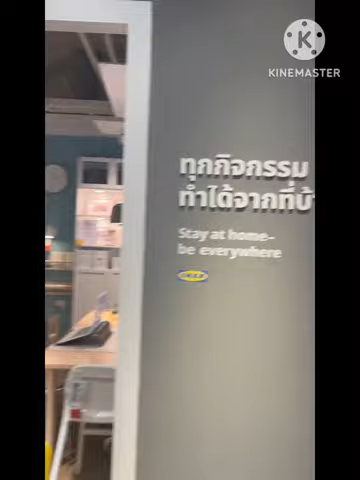 KINEMASTER
ทุกกิจกรรม
ทำได้จากที่
Stay at home–
be everywhere
IKEA